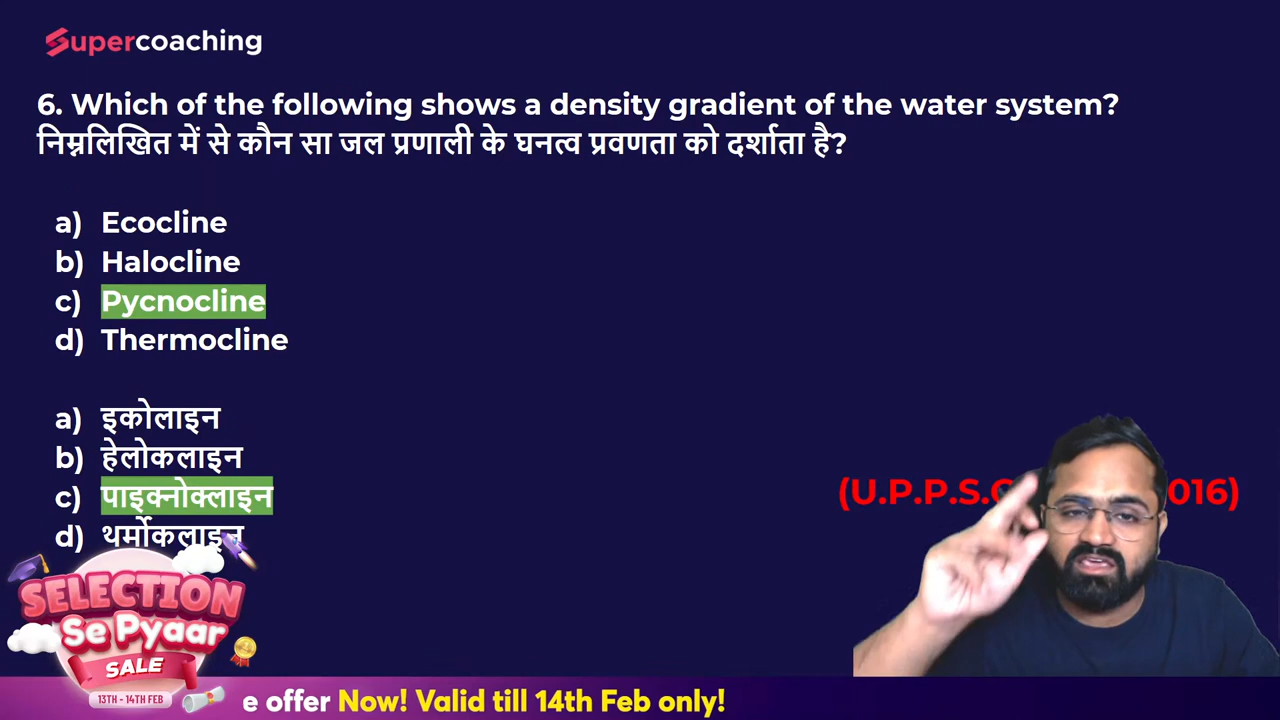 Supercoaching
6. Which of the following shows a density gradient of the water system?
निम्नलिखित में से कौन सा जल प्रणाली के घनत्व प्रवणता को दर्शाता है?
a) Ecocline
b) Halocline
c) Pycnocline
d) Thermocline
a) इकोलाइन
b) हेलोकलाइन
c) पाइक्नोक्लाइन
d) थर्मोकलाइन
(U.P.P.S.C 016)
SELECTION
Se Pyaar
SALE
13TH - 14TH FEB
e offer Now! Valid till 14th Feb only!